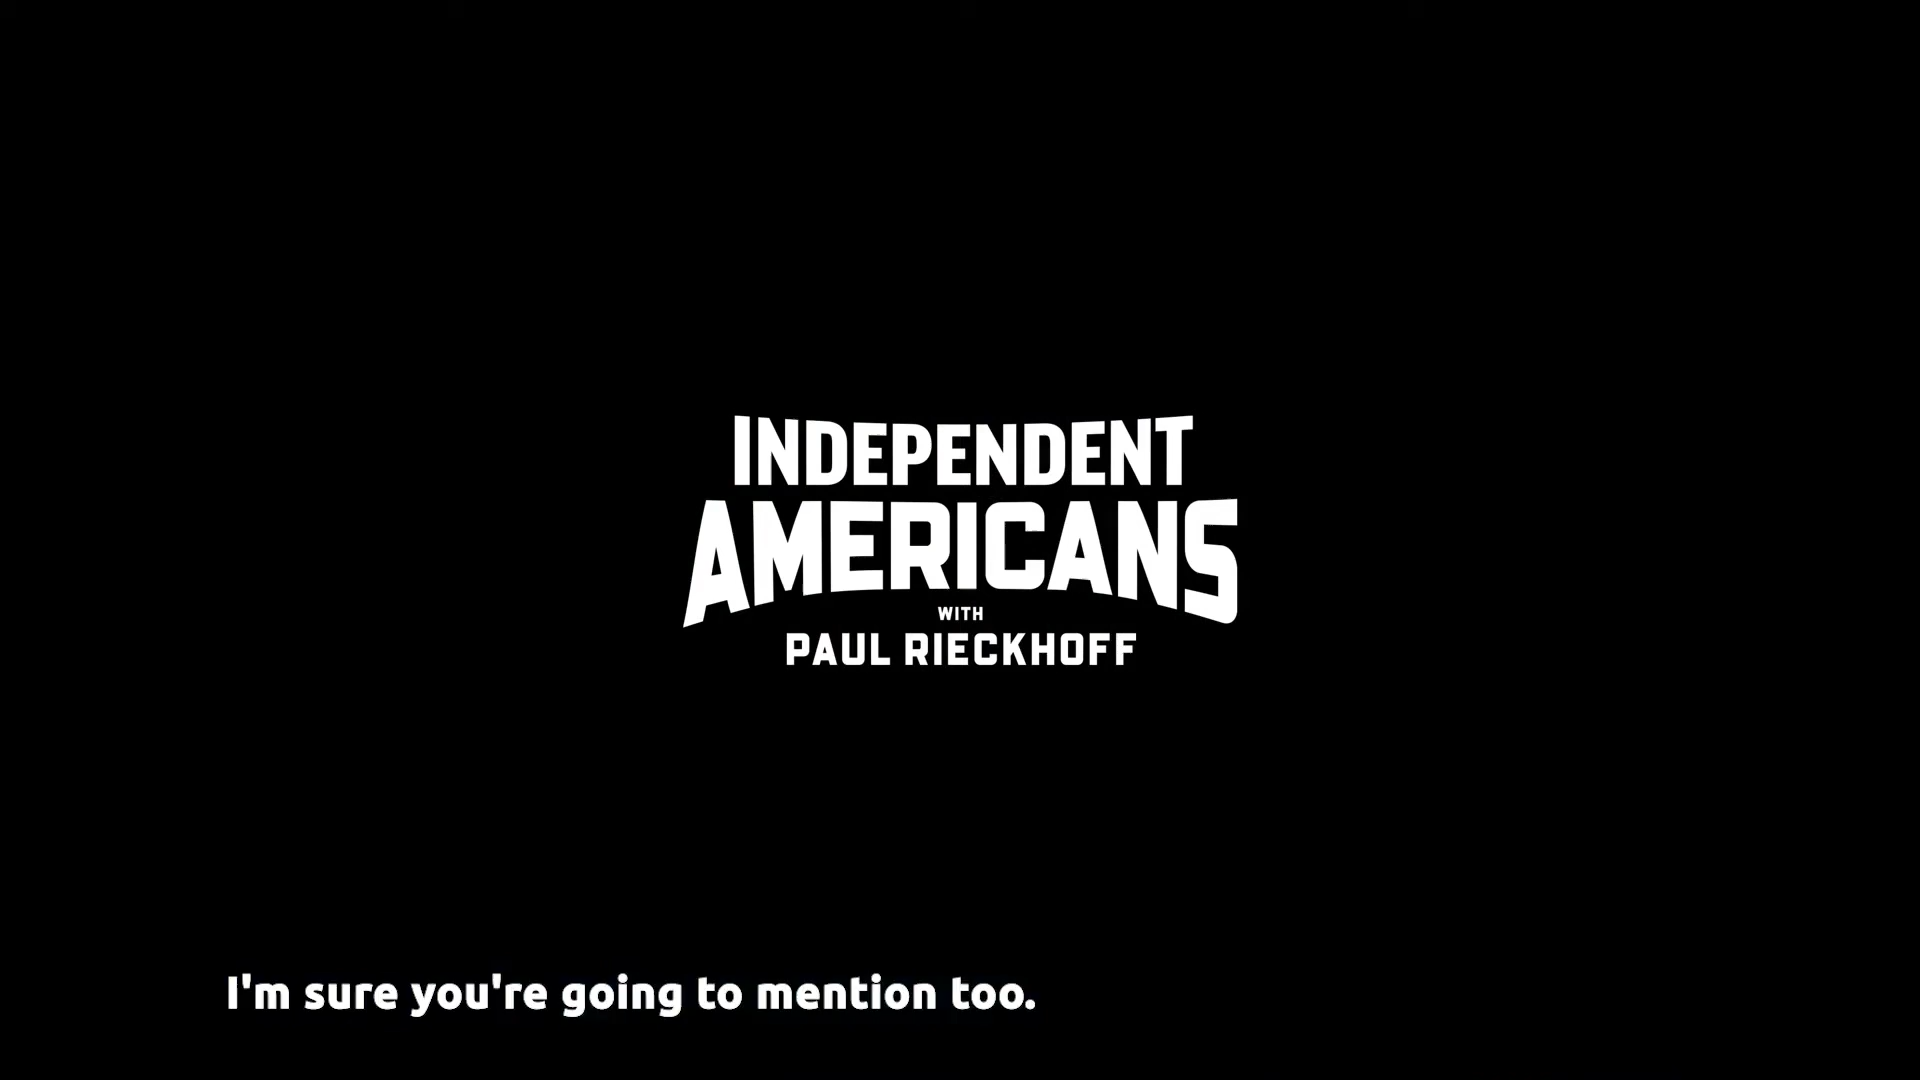 INDEPENDENT
AMERICANS
WITH
PAUL RIECKHOFF
I'm sure you're going to mention too.